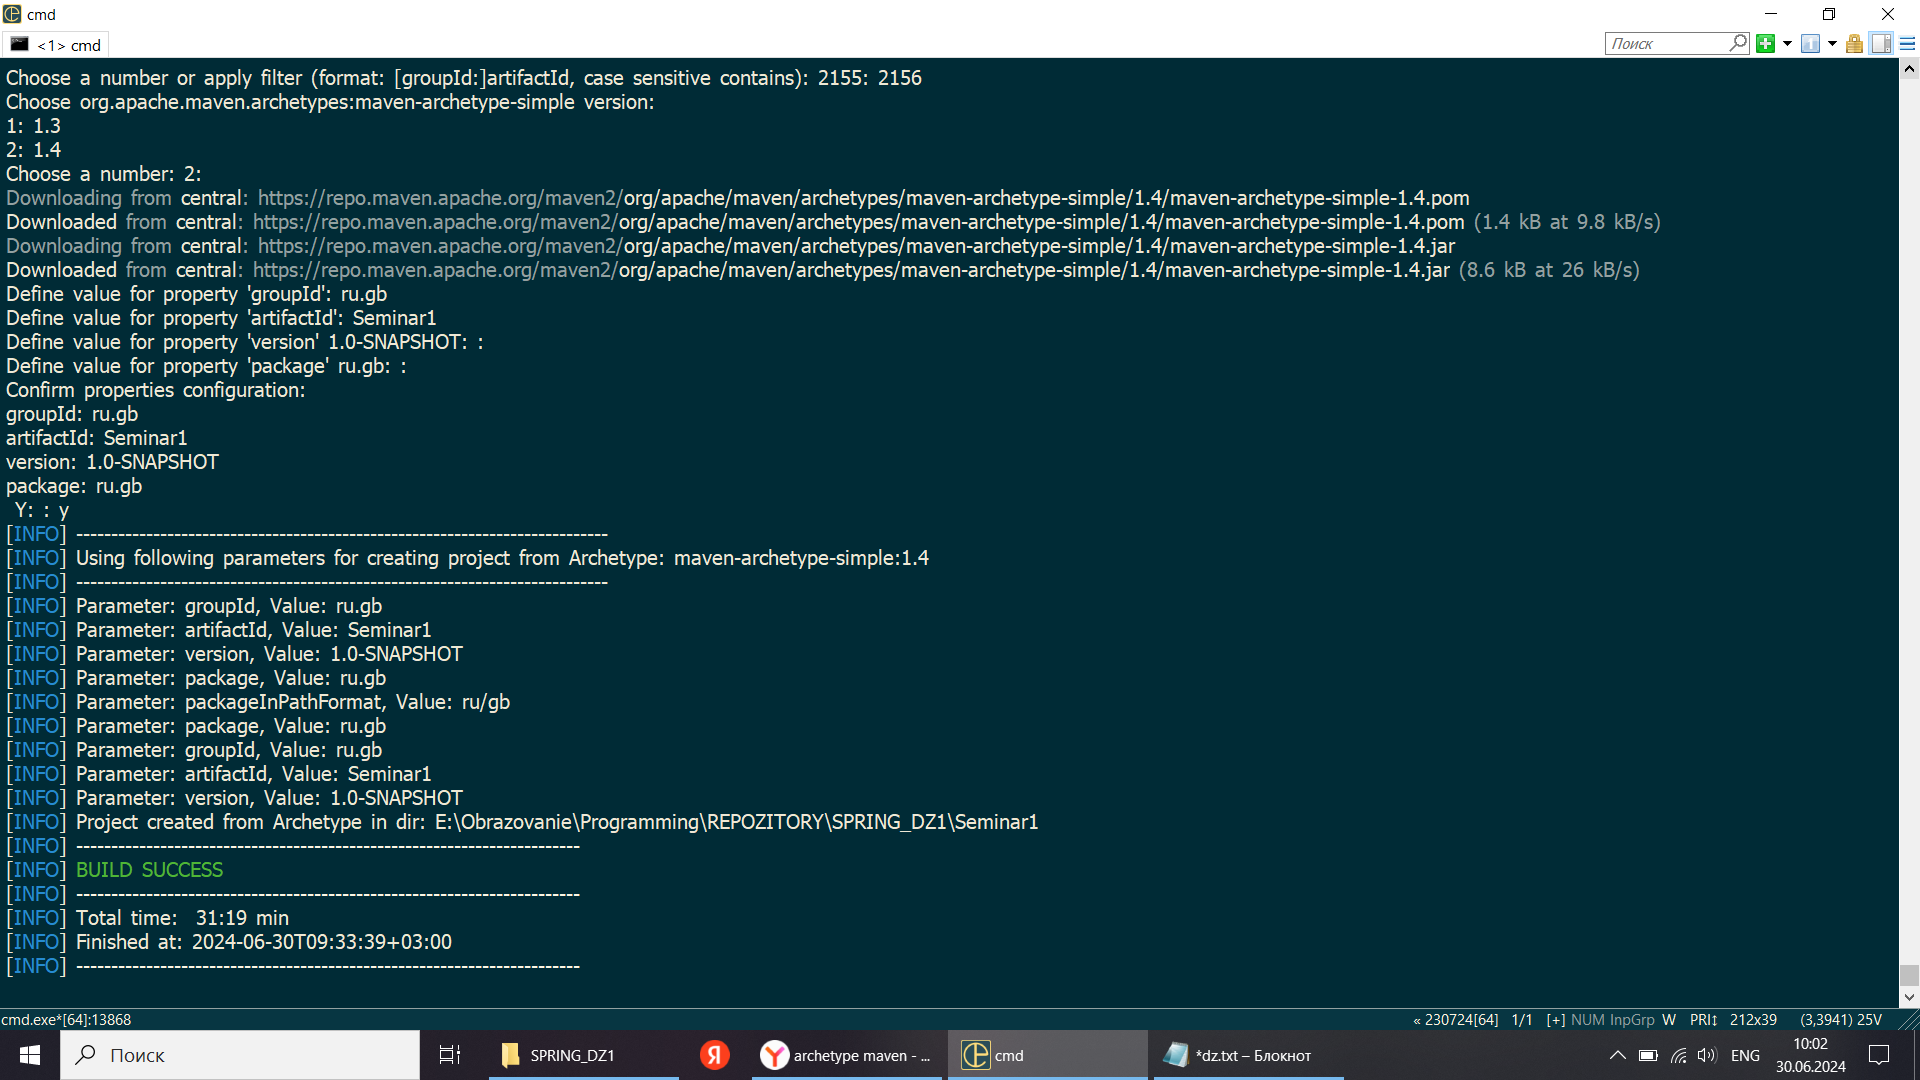 cmd
<1> cmd
Поиск
Choose a number or apply filter (format: [groupId:]artifactId, case sensitive contains): 2155: 2156
Choose org.apache.maven.archetypes:maven-archetype-simple version:
1: 1.3
2: 1.4
Choose a number: 2:
Downloading from central: https://repo.maven.apache.org/maven2/org/apache/maven/archetypes/maven-archetype-simple/1.4/maven-archetype-simple-1.4.pom
Downloaded from central: https://repo.maven.apache.org/maven2/org/apache/maven/archetypes/maven-archetype-simple/1.4/maven-archetype-simple-1.4.pom (1.4 kB at 9.8 kB/s)
Downloading from central: https://repo.maven.apache.org/maven2/org/apache/maven/archetypes/maven-archetype-simple/1.4/maven-archetype-simple-1.4.jar
Downloaded from central: https://repo.maven.apache.org/maven2/org/apache/maven/archetypes/maven-archetype-simple/1.4/maven-archetype-simple-1.4.jar (8.6 kB at 26 kB/s)
Define value for property 'groupId': ru.gb
Define value for property 'artifactId': Seminar1
Define value for property 'version' 1.0-SNAPSHOT: :
Define value for property 'package' ru.gb: :
Confirm properties configuration:
groupId: ru.gb
artifactId: Seminar1
version: 1.0-SNAPSHOT
package: ru.gb
Y: : y
[INFO] ----------------------------------------------------------------------------
[INFO] Using following parameters for creating project from Archetype: maven-archetype-simple:1.4
[INFO] ----------------------------------------------------------------------------
[INFO] Parameter: groupId, Value: ru.gb
[INFO] Parameter: artifactId, Value: Seminar1
[INFO] Parameter: version, Value: 1.0-SNAPSHOT
[INFO] Parameter: package, Value: ru.gb
[INFO] Parameter: packageInPathFormat, Value: ru/gb
[INFO] Parameter: package, Value: ru.gb
[INFO] Parameter: groupId, Value: ru.gb
[INFO] Parameter: artifactId, Value: Seminar1
[INFO] Parameter: version, Value: 1.0-SNAPSHOT
[INFO] Project created from Archetype in dir: E:\Obrazovanie\Programming\REPOZITORY\SPRING_DZ1\Seminar1
[INFO] ------------------------------------------------------------------------
[INFO] BUILD SUCCESS
[INFO] ------------------------------------------------------------------------
[INFO] Total time:  31:19 min
[INFO] Finished at: 2024-06-30T09:33:39+03:00
[INFO] ------------------------------------------------------------------------
cmd.exe*[64]:13868 « 230724[64] 1/1 [+] NUM InpGrp W PRI↕ 212x39 (3,3941) 25V
Поиск SPRING_DZ1 Я archetype maven - ... cmd *dz.txt – Блокнот ENG 10:02
30.06.2024